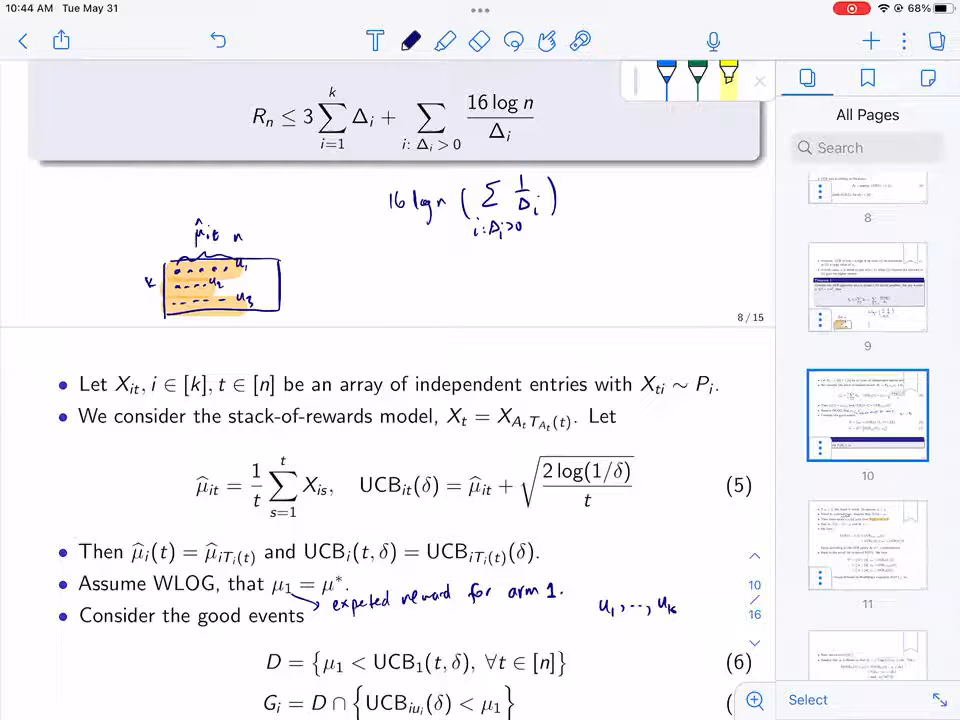 10:44 AM Tue May 31
68%
R_n ≤ 3 ∑_{i=1}^{k} Δ_i + ∑_{i: Δ_i>0} 16 log n / Δ_i
16 log n ( ∑_{i:Δ_i>0} 1/Δ_i )
μ̂_it n
k
u_1
u_2
u_3
8 / 15
• Let X_it, i ∈ [k], t ∈ [n] be an array of independent entries with X_ti ∼ P_i.
• We consider the stack-of-rewards model, X_t = X_{A_t T_{A_t}(t)}. Let
μ̂_it = 1/t ∑_{s=1}^{t} X_is, UCB_it(δ) = μ̂_it + √(2 log(1/δ) / t) (5)
• Then μ̂_i(t) = μ̂_{iT_i(t)} and UCB_i(t, δ) = UCB_{iT_i(t)}(δ).
• Assume WLOG, that μ_1 = μ*.
expeted reward for arm 1.
u_1, ..., u_k
• Consider the good events
D = {μ_1 < UCB_1(t, δ), ∀t ∈ [n]} (6)
G_i = D ∩ {UCB_{iu_i}(δ) < μ_1}
10
/
16
All Pages
Search
8
9
10
11
Select